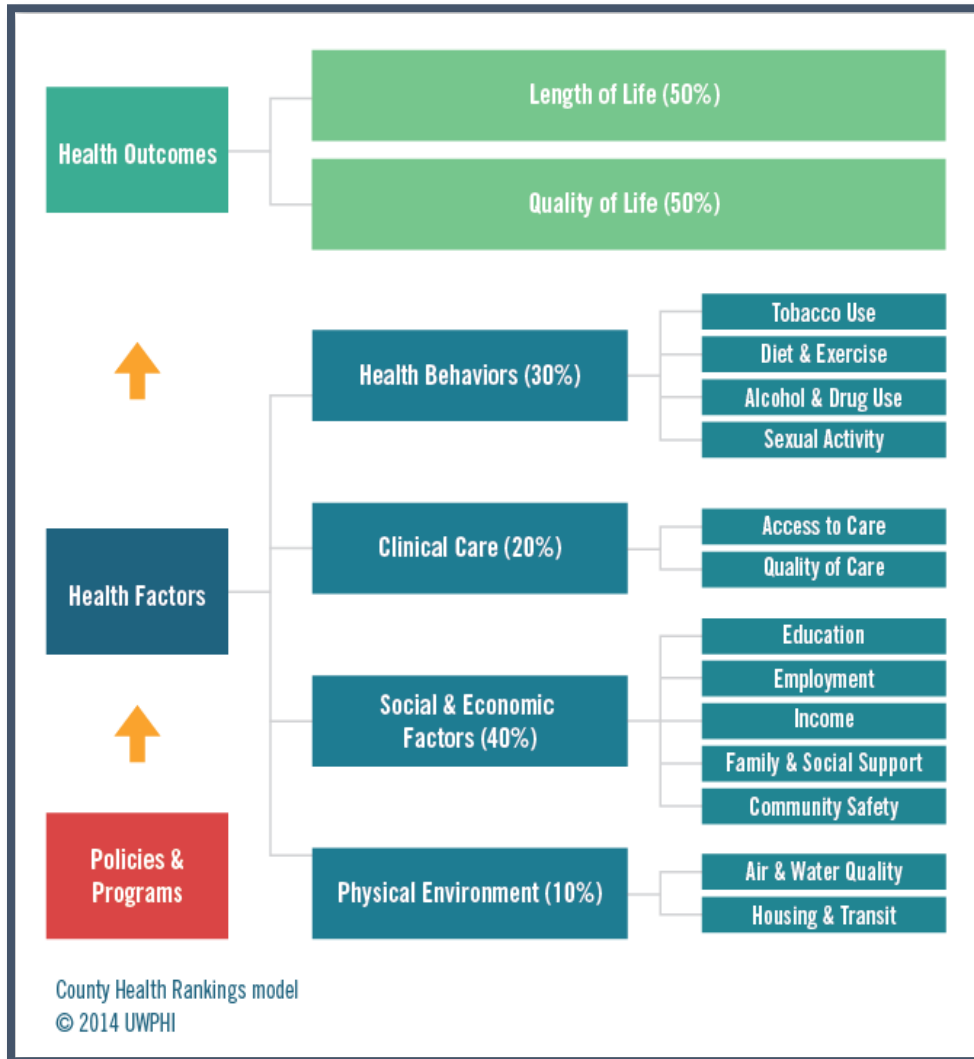 Health Outcomes
Length of Life (50%)
Quality of Life (50%)
Health Factors
Health Behaviors (30%)
Tobacco Use
Diet & Exercise
Alcohol & Drug Use
Sexual Activity
Clinical Care (20%)
Access to Care
Quality of Care
Social & Economic
Factors (40%)
Education
Employment
Income
Family & Social Support
Community Safety
Physical Environment (10%)
Air & Water Quality
Housing & Transit
Policies &
Programs
County Health Rankings model
© 2014 UWPHI